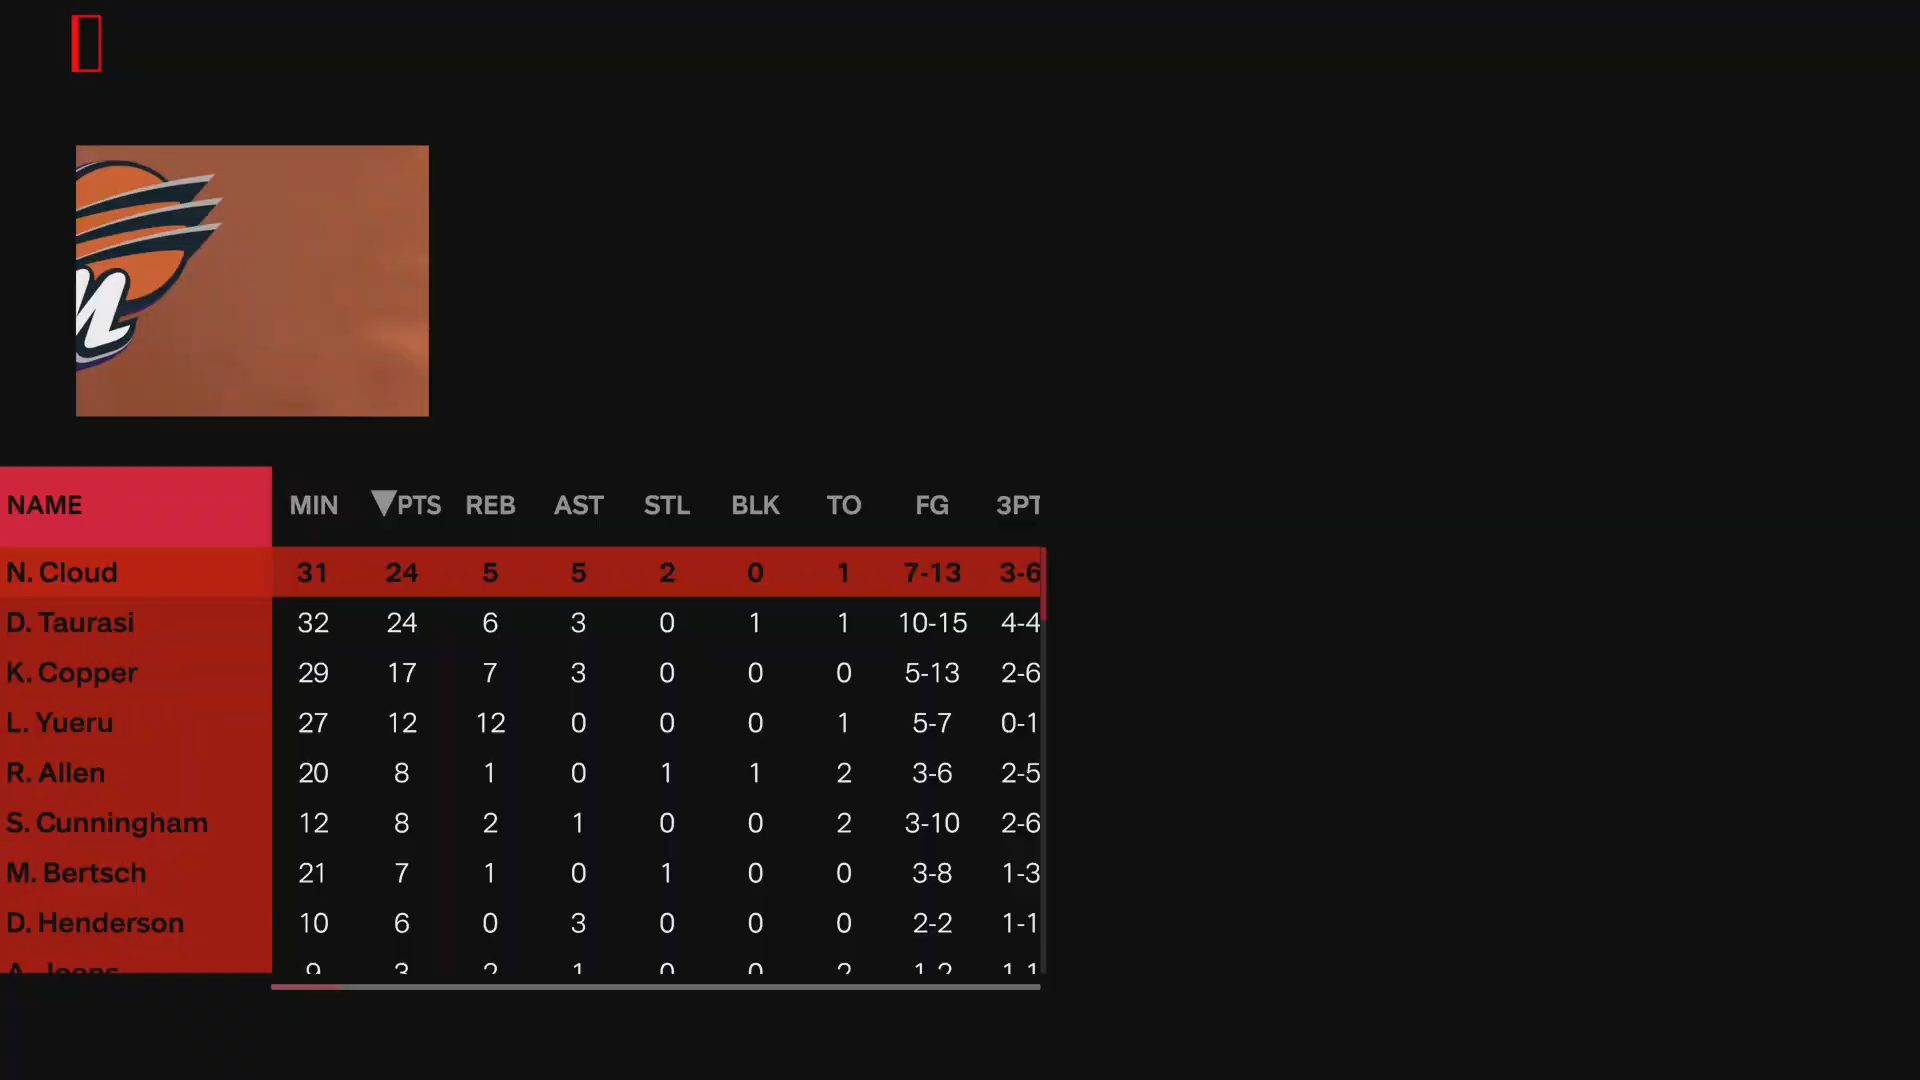 NAME MIN ▼PTS REB AST STL BLK TO FG 3PT
N. Cloud 31 24 5 5 2 0 1 7-13 3-6
D. Taurasi 32 24 6 3 0 1 1 10-15 4-4
K. Copper 29 17 7 3 0 0 0 5-13 2-6
L. Yueru 27 12 12 0 0 0 1 5-7 0-1
R. Allen 20 8 1 0 1 1 2 3-6 2-5
S. Cunningham 12 8 2 1 0 0 2 3-10 2-6
M. Bertsch 21 7 1 0 1 0 0 3-8 1-3
D. Henderson 10 6 0 3 0 0 0 2-2 1-1